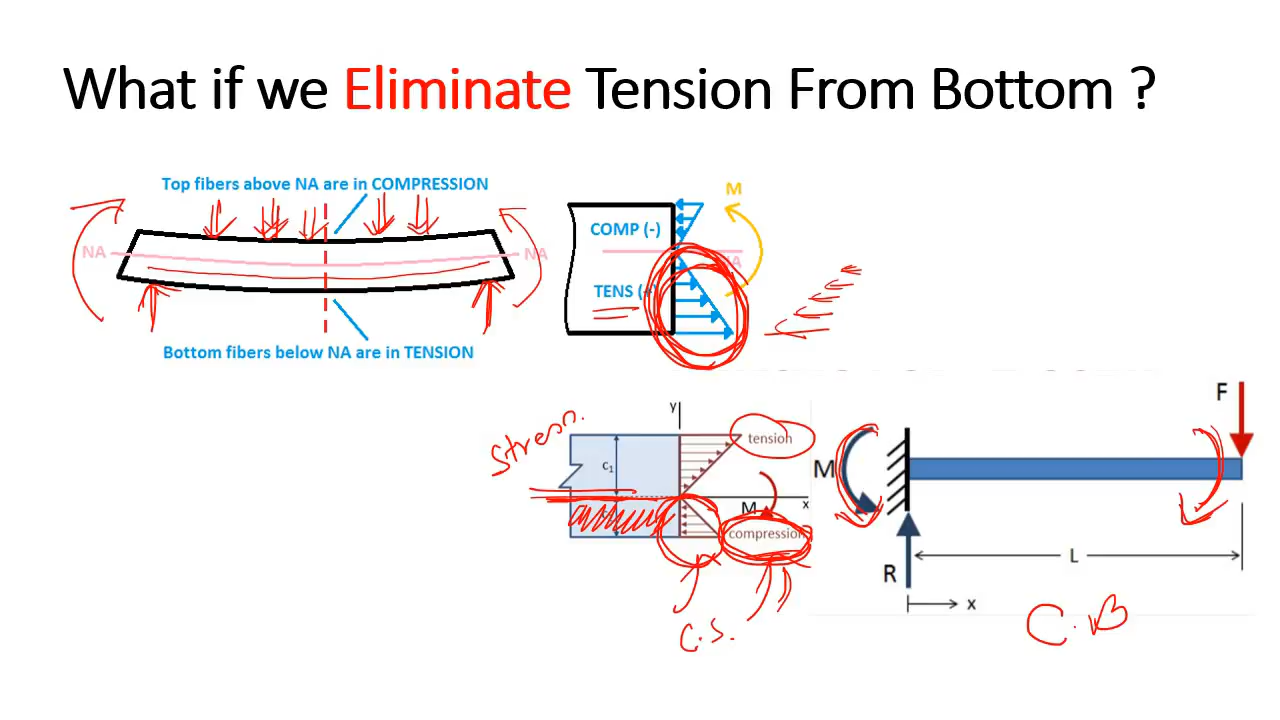 What if we Eliminate Tension From Bottom ?
Top fibers above NA are in COMPRESSION
NA
NA
Bottom fibers below NA are in TENSION
M
COMP (-)
NA
TENS (+)
Stress.
y
tension
c₁
M
x
compression
C.S.
F
M
L
R
x
C.B